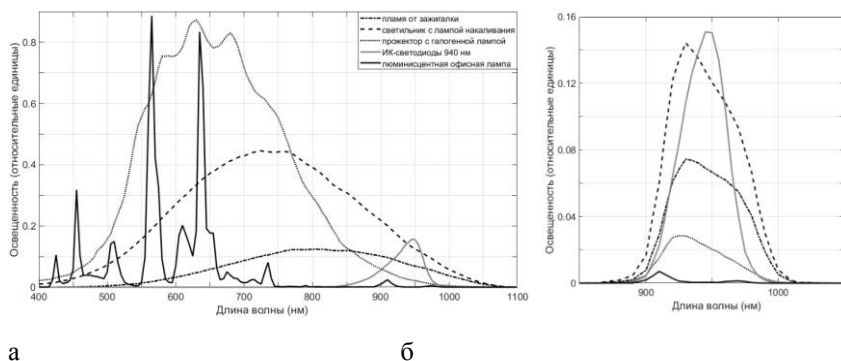 пламя от зажигалки
светильник с лампой накаливания
прожектор с галогенной лампой
ИК-светодиоды 940 нм
люминисцентная офисная лампа
Освещенность (относительные единицы)
0.8
0.6
0.4
0.2
0
400 500 600 700 800 900 1000 1100
Длина волны (нм)
Освещенность (относительные единицы)
0.16
0.12
0.08
0.04
0
900 1000
Длина волны (нм)
а б